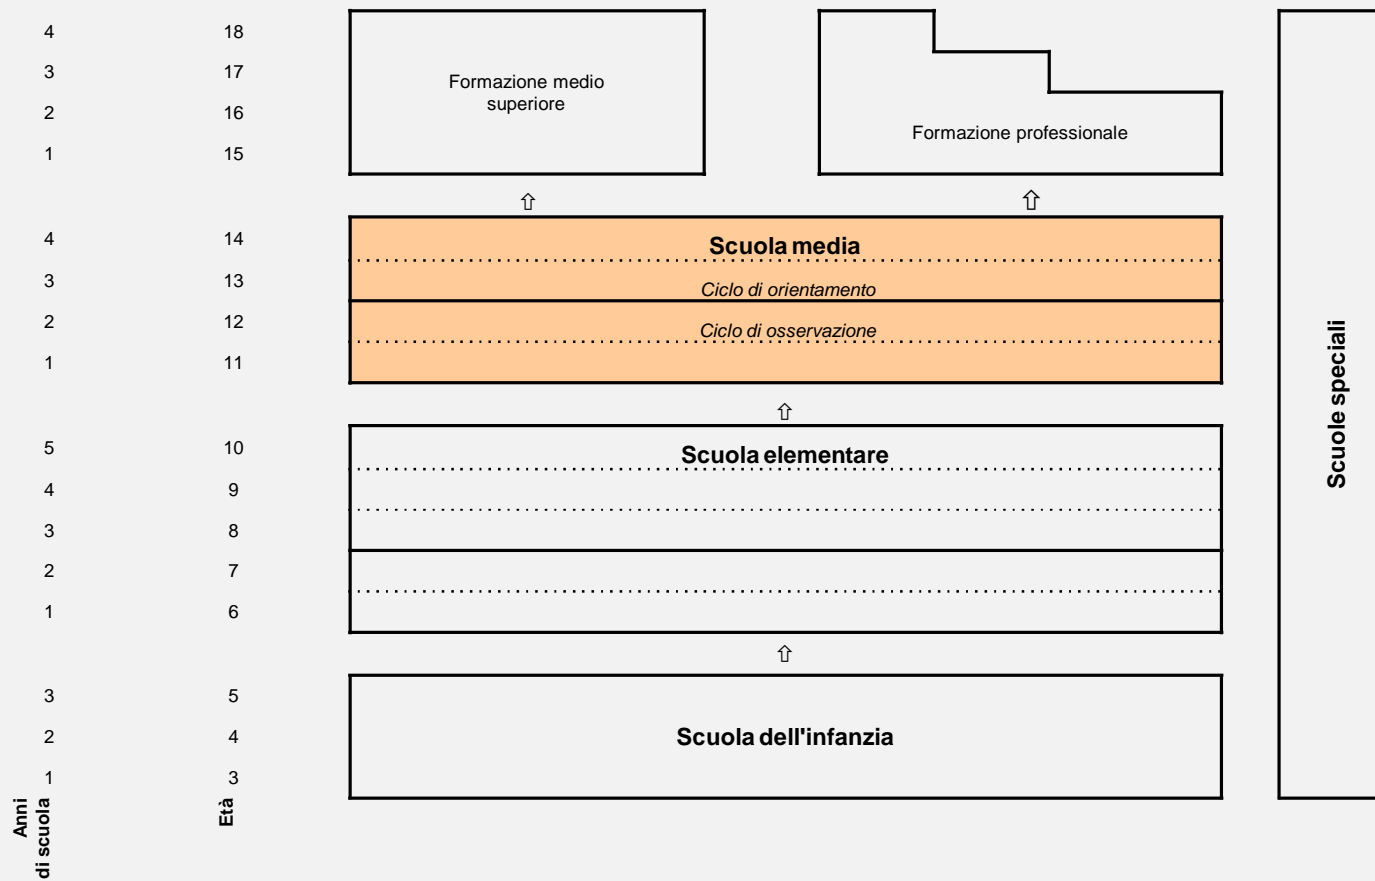 4 18
3 17
Formazione medio
superiore
2 16
Formazione professionale
1 15
⇧ ⇧
4 14 Scuola media
3 13 Ciclo di orientamento
2 12 Ciclo di osservazione
1 11
⇧
5 10 Scuola elementare
4 9
3 8
2 7
1 6
⇧
3 5
2 4 Scuola dell'infanzia
1 3
Anni
di scuola
Età
Scuole speciali